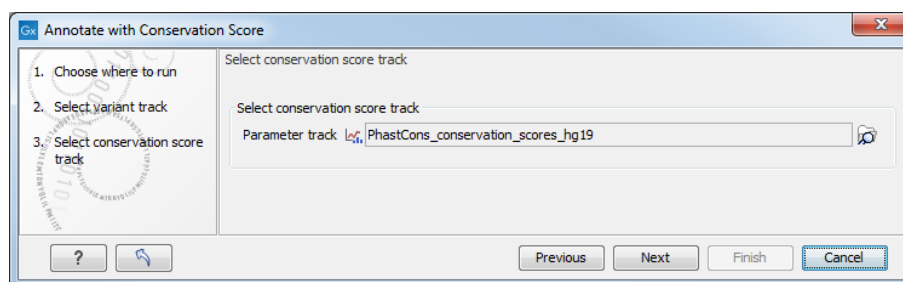 Gx Annotate with Conservation Score
1. Choose where to run
2. Select variant track
3. Select conservation score
track
Select conservation score track
Select conservation score track
Parameter track PhastCons_conservation_scores_hg19
? Previous Next Finish Cancel